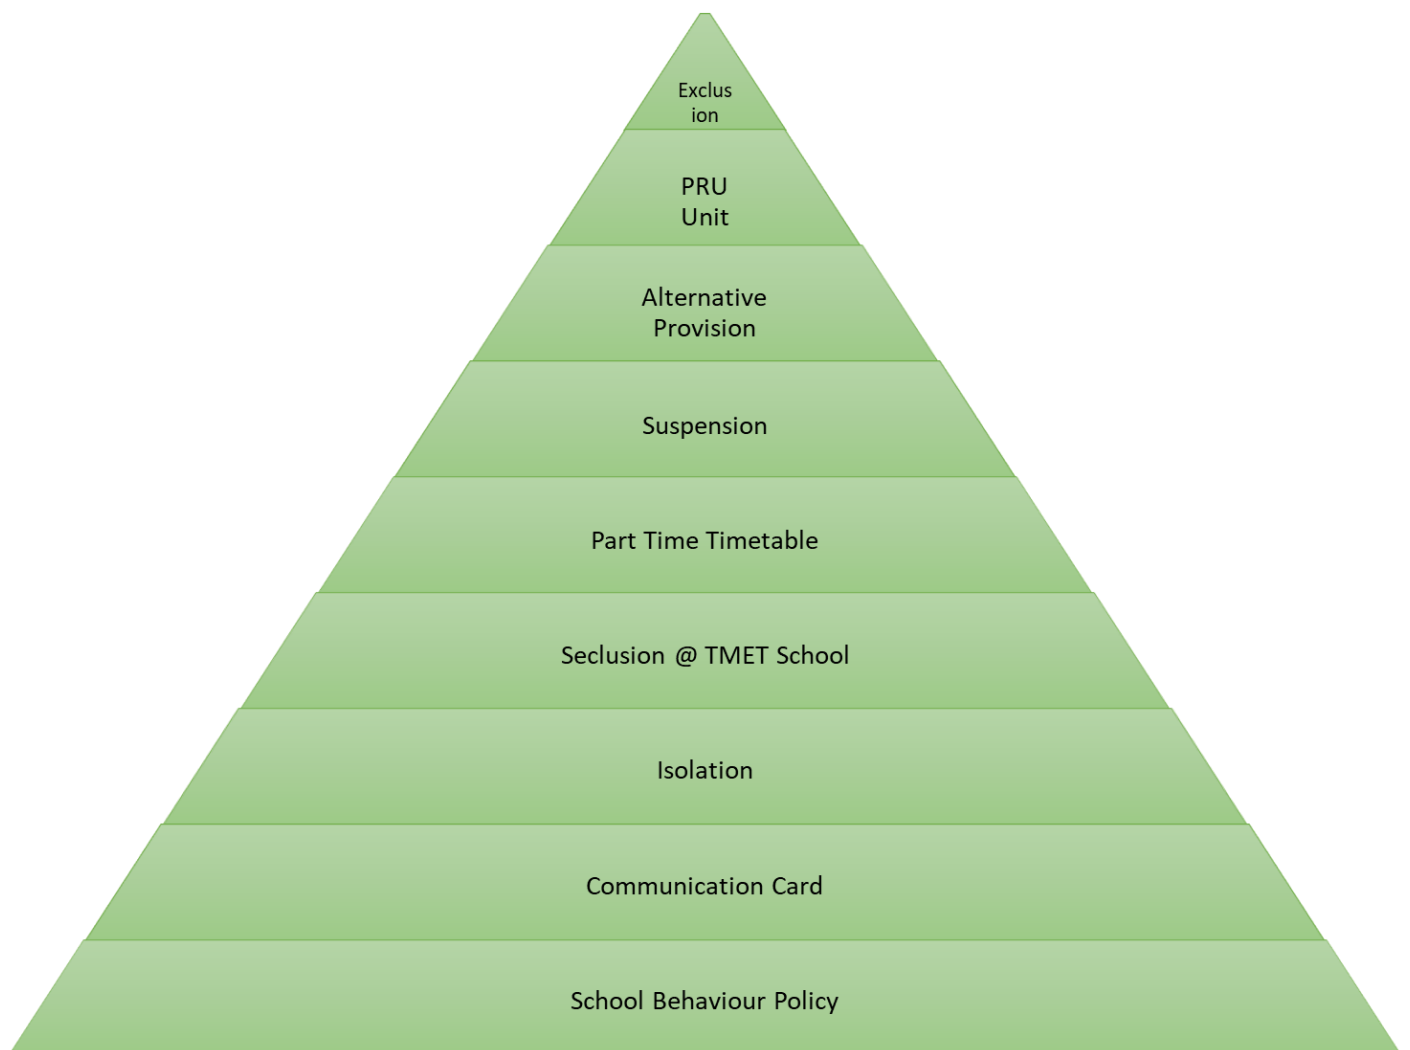 Exclus
ion
PRU
Unit
Alternative
Provision
Suspension
Part Time Timetable
Seclusion @ TMET School
Isolation
Communication Card
School Behaviour Policy